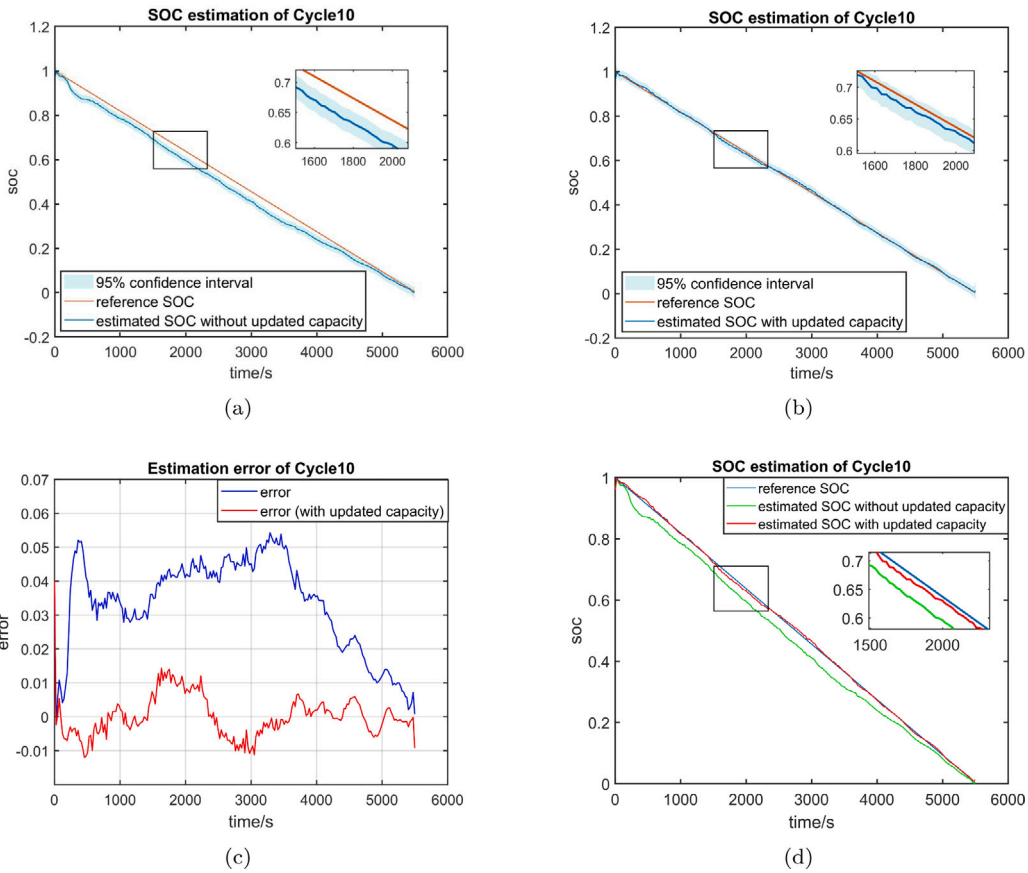 SOC estimation of Cycle10
1.2
1
0.8
0.6
0.4
0.2
0
-0.2
soc
0.7
0.65
0.6
1600 1800 2000
95% confidence interval
reference SOC
estimated SOC without updated capacity
0 1000 2000 3000 4000 5000 6000
time/s
(a)
SOC estimation of Cycle10
1.2
1
0.8
0.6
0.4
0.2
0
-0.2
soc
0.7
0.65
0.6
1600 1800 2000
95% confidence interval
reference SOC
estimated SOC with updated capacity
0 1000 2000 3000 4000 5000 6000
time/s
(b)
Estimation error of Cycle10
0.07
0.06
0.05
0.04
0.03
0.02
0.01
0
-0.01
error
error
error (with updated capacity)
0 1000 2000 3000 4000 5000 6000
time/s
(c)
SOC estimation of Cycle10
1
0.8
0.6
0.4
0.2
0
soc
reference SOC
estimated SOC without updated capacity
estimated SOC with updated capacity
0.7
0.65
0.6
1500 2000
0 1000 2000 3000 4000 5000 6000
time/s
(d)